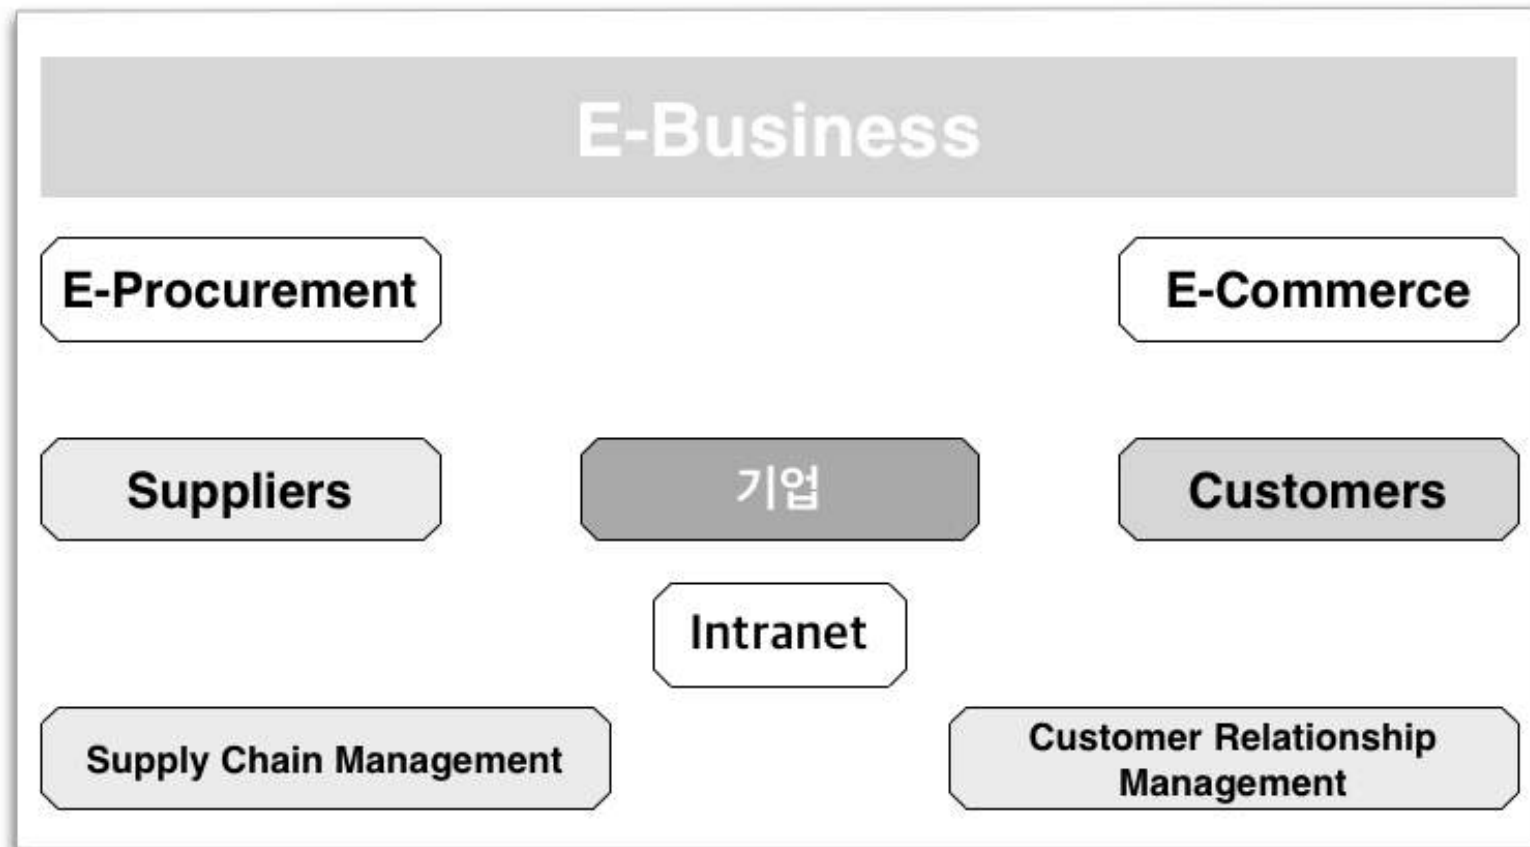 E-Business
E-Procurement
E-Commerce
Suppliers
기업
Customers
Intranet
Supply Chain Management
Customer Relationship
Management